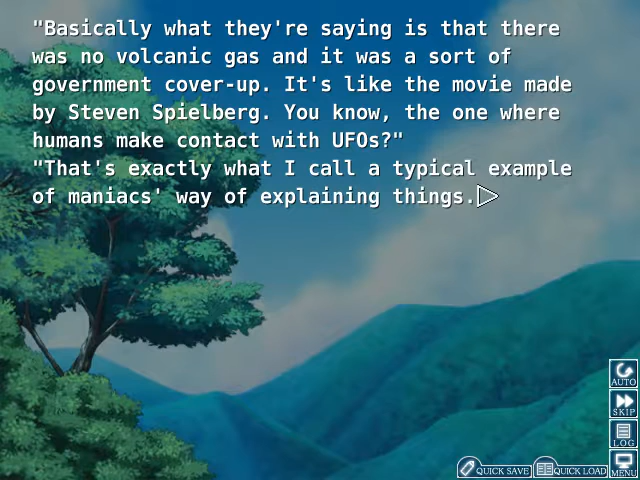 "Basically what they're saying is that there
was no volcanic gas and it was a sort of
government cover-up. It's like the movie made
by Steven Spielberg. You know, the one where
humans make contact with UFOs?"
"That's exactly what I call a typical example
of maniacs' way of explaining things.
AUTO
SKIP
LOG
MENU
QUICK SAVE
QUICK LOAD